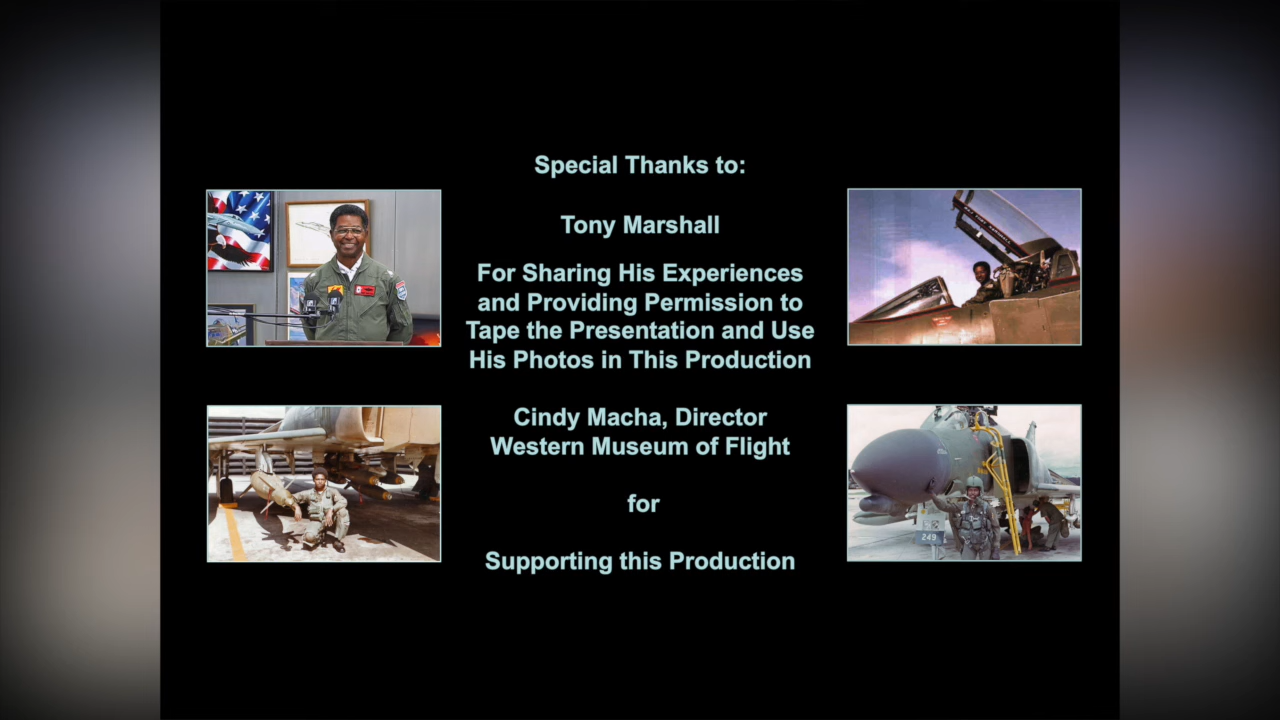 Special Thanks to:
Tony Marshall
For Sharing His Experiences
and Providing Permission to
Tape the Presentation and Use
His Photos in This Production
Cindy Macha, Director
Western Museum of Flight
for
Supporting this Production
249